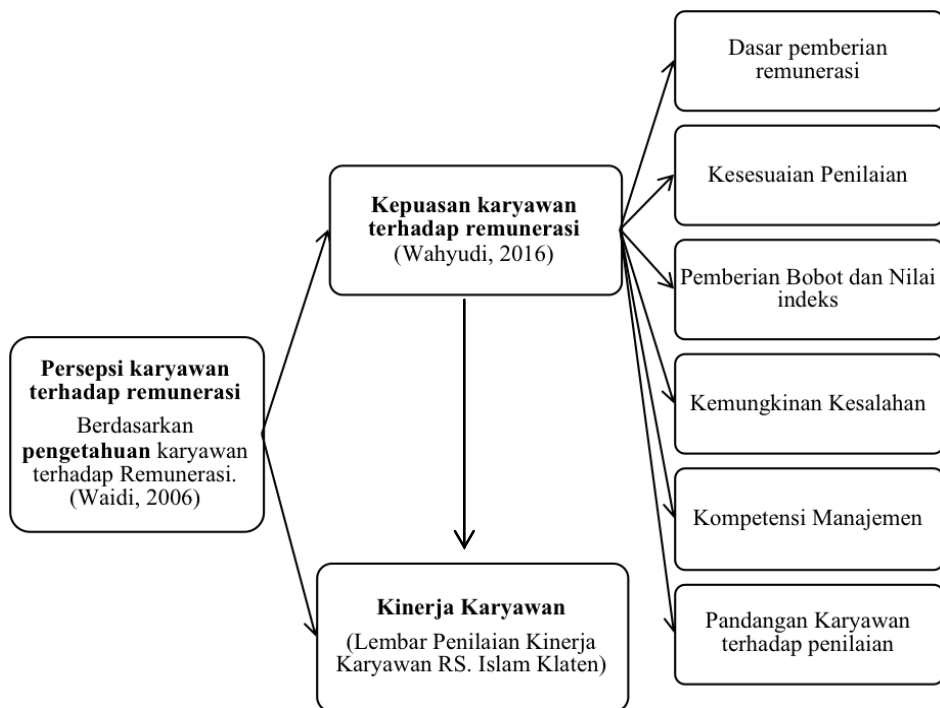 Persepsi karyawan
terhadap remunerasi
Berdasarkan
pengetahuan karyawan
terhadap Remunerasi.
(Waidi, 2006)
Kepuasan karyawan
terhadap remunerasi
(Wahyudi, 2016)
Kinerja Karyawan
(Lembar Penilaian Kinerja
Karyawan RS. Islam Klaten)
Dasar pemberian
remunerasi
Kesesuaian Penilaian
Pemberian Bobot dan Nilai
indeks
Kemungkinan Kesalahan
Kompetensi Manajemen
Pandangan Karyawan
terhadap penilaian